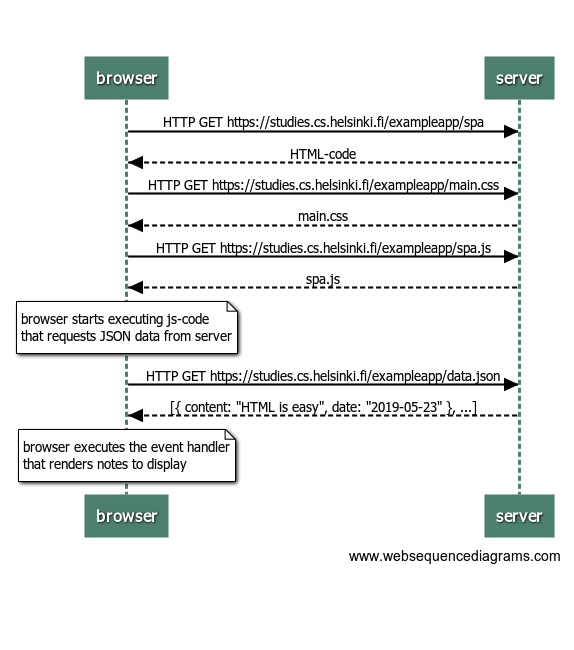 browser
server
HTTP GET https://studies.cs.helsinki.fi/exampleapp/spa
HTML-code
HTTP GET https://studies.cs.helsinki.fi/exampleapp/main.css
main.css
HTTP GET https://studies.cs.helsinki.fi/exampleapp/spa.js
spa.js
browser starts executing js-code
that requests JSON data from server
HTTP GET https://studies.cs.helsinki.fi/exampleapp/data.json
[{ content: "HTML is easy", date: "2019-05-23" }, ...]
browser executes the event handler
that renders notes to display
browser
server
www.websequencediagrams.com